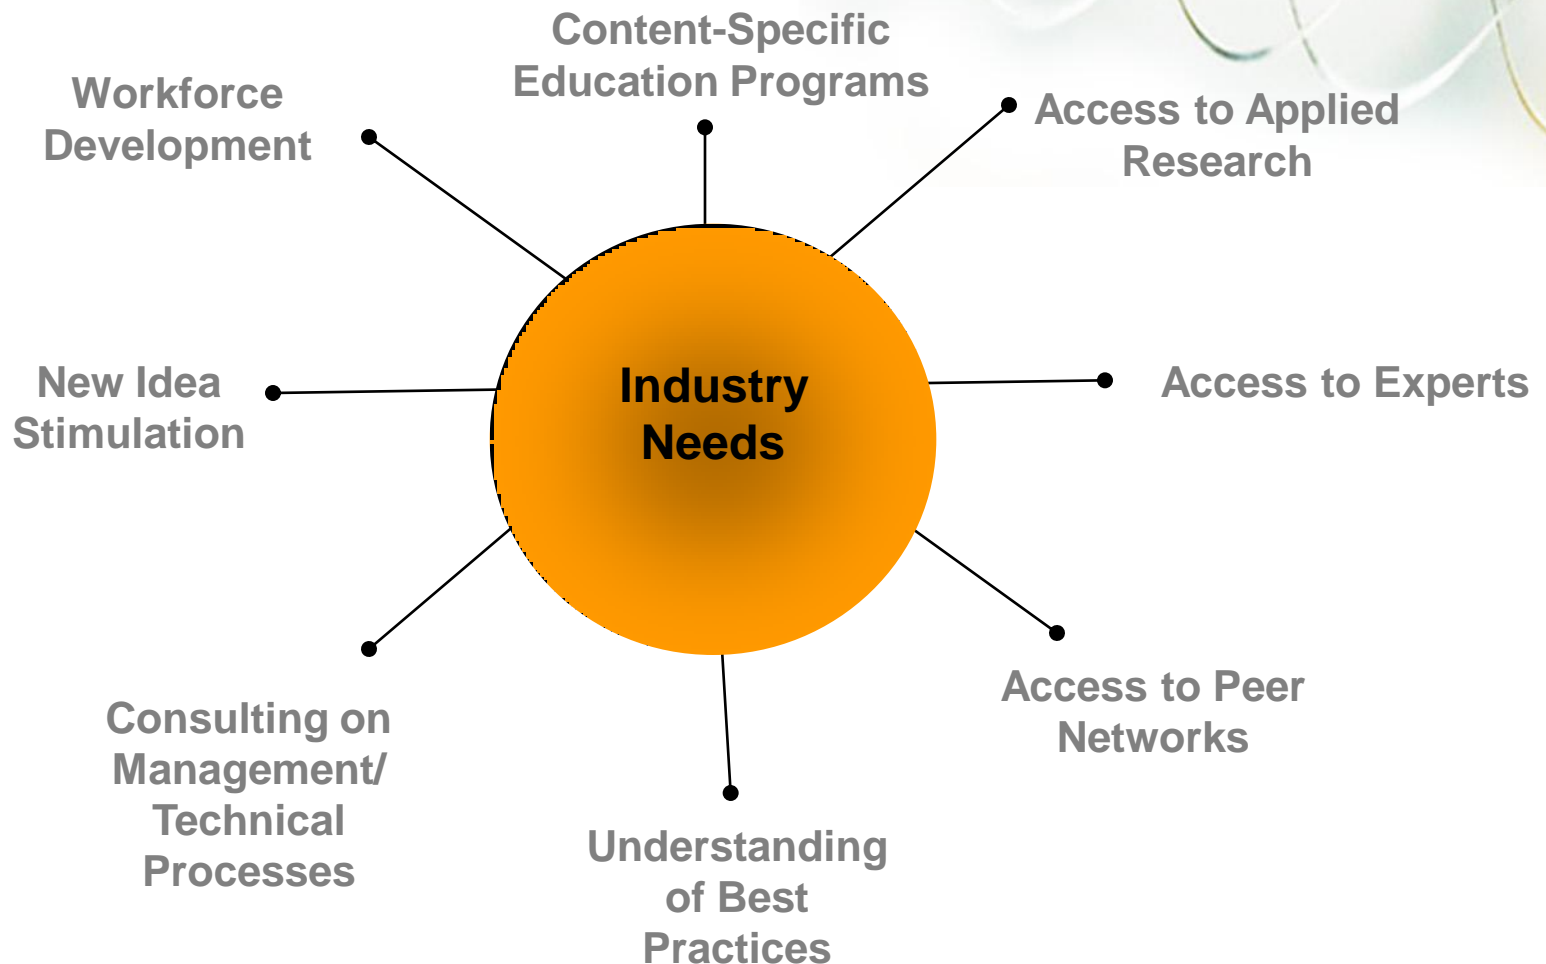 Content-Specific
Education Programs
Workforce
Development
Access to Applied
Research
New Idea
Stimulation
Industry
Needs
Access to Experts
Consulting on
Management/
Technical
Processes
Access to Peer
Networks
Understanding
of Best
Practices